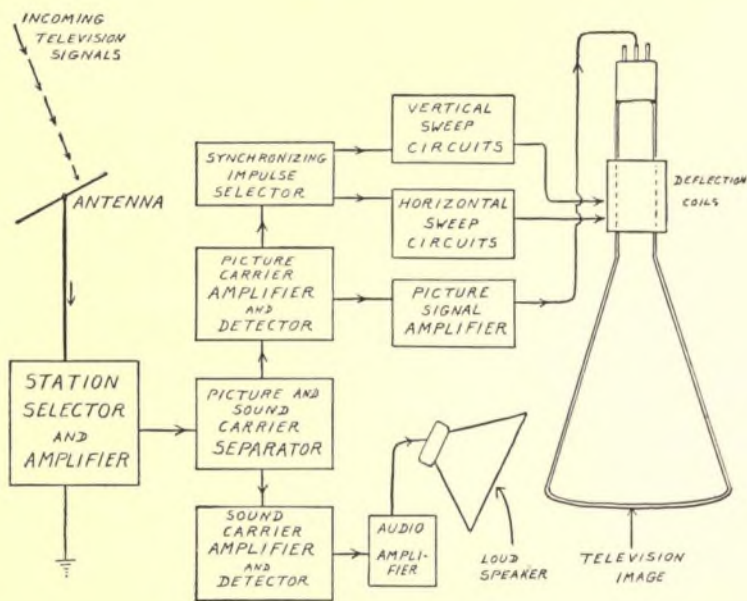 INCOMING
TELEVISION
SIGNALS
ANTENNA
STATION
SELECTOR
AND
AMPLIFIER
SYNCHRONIZING
IMPULSE
SELECTOR
PICTURE
CARRIER
AMPLIFIER
AND
DETECTOR
PICTURE AND
SOUND
CARRIER
SEPARATOR
SOUND
CARRIER
AMPLIFIER
AND
DETECTOR
VERTICAL
SWEEP
CIRCUITS
HORIZONTAL
SWEEP
CIRCUITS
PICTURE
SIGNAL
AMPLIFIER
AUDIO
AMPLI-
FIER
LOUD
SPEAKER
DEFLECTION
COILS
TELEVISION
IMAGE